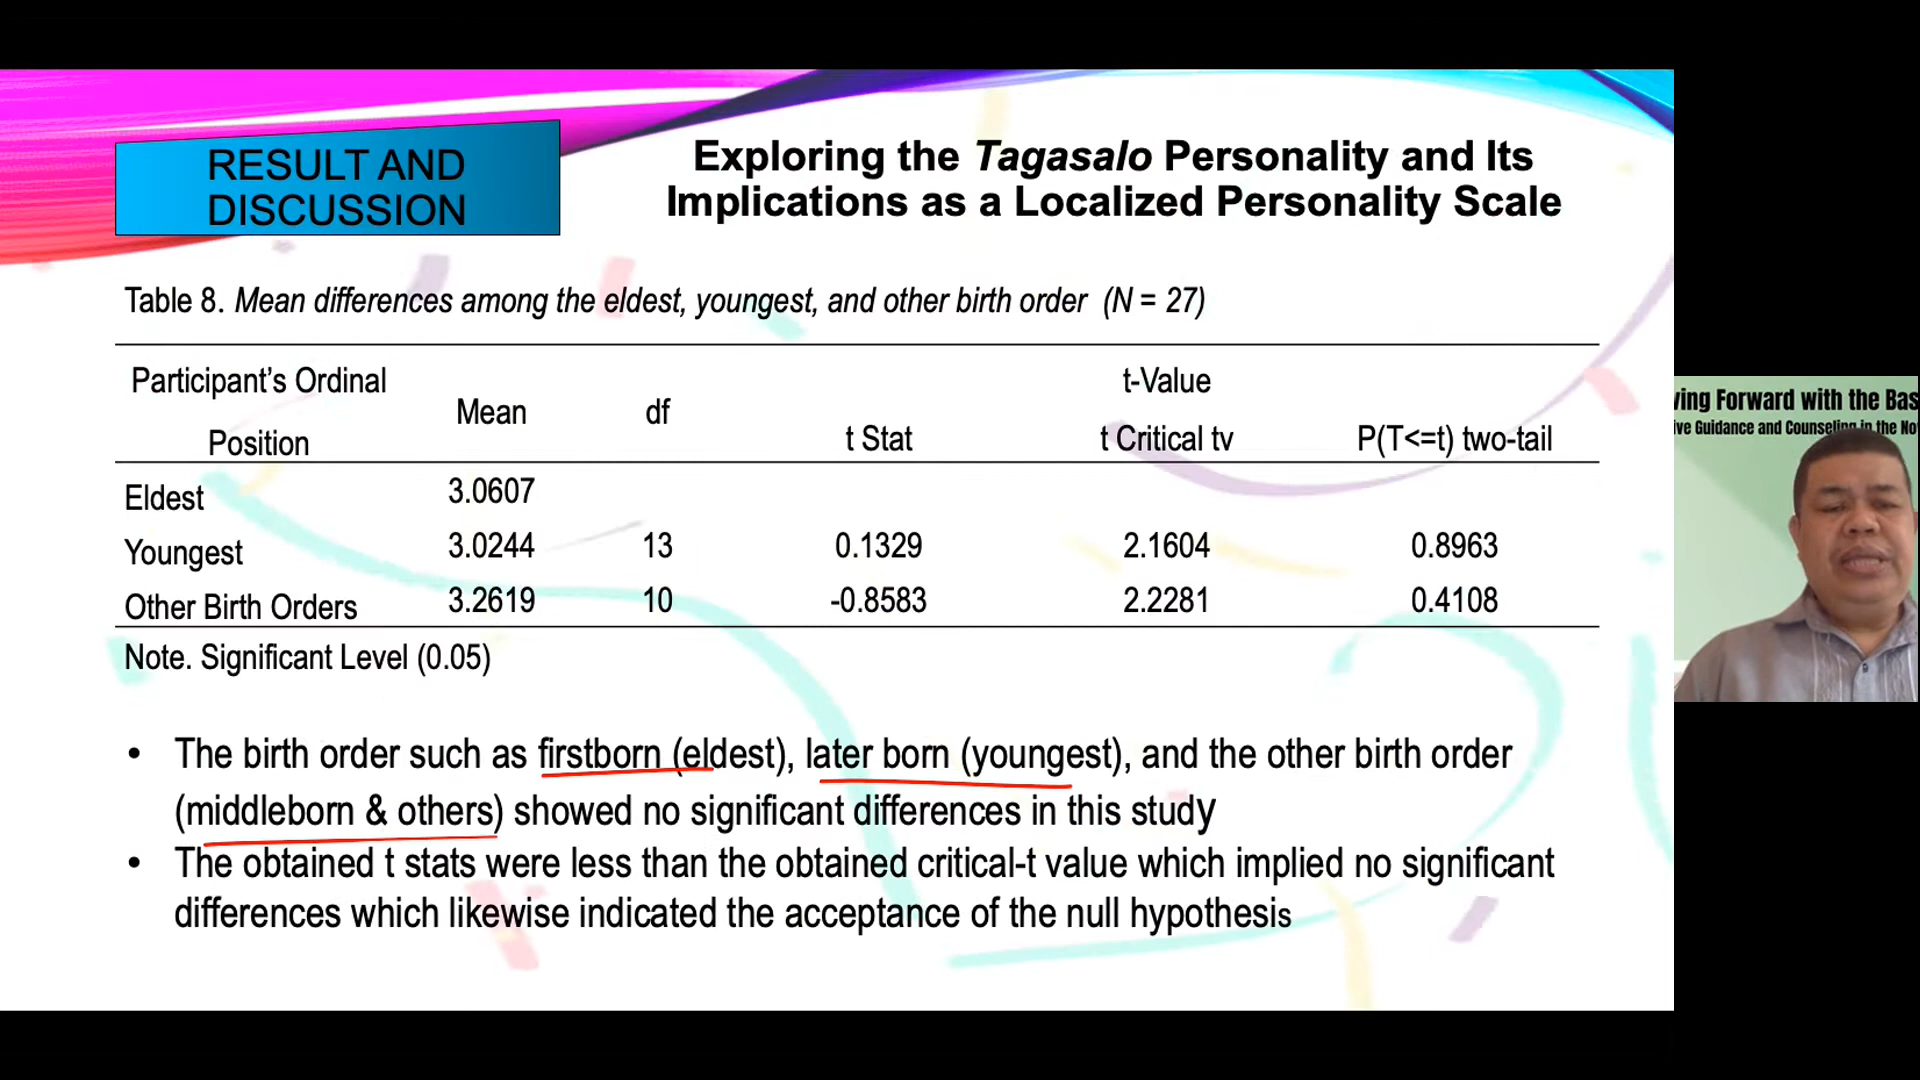 RESULT AND
DISCUSSION
Exploring the Tagasalo Personality and Its
Implications as a Localized Personality Scale
Table 8. Mean differences among the eldest, youngest, and other birth order (N = 27)
Participant's Ordinal
Position
Mean
df
t-Value
t Stat
t Critical tv
P(T<=t) two-tail
Eldest 3.0607
Youngest 3.0244 13 0.1329 2.1604 0.8963
Other Birth Orders 3.2619 10 -0.8583 2.2281 0.4108
Note. Significant Level (0.05)
• The birth order such as firstborn (eldest), later born (youngest), and the other birth order
(middleborn & others) showed no significant differences in this study
• The obtained t stats were less than the obtained critical-t value which implied no significant
differences which likewise indicated the acceptance of the null hypothesis
ving Forward with the Bas
ive Guidance and Counseling in the No